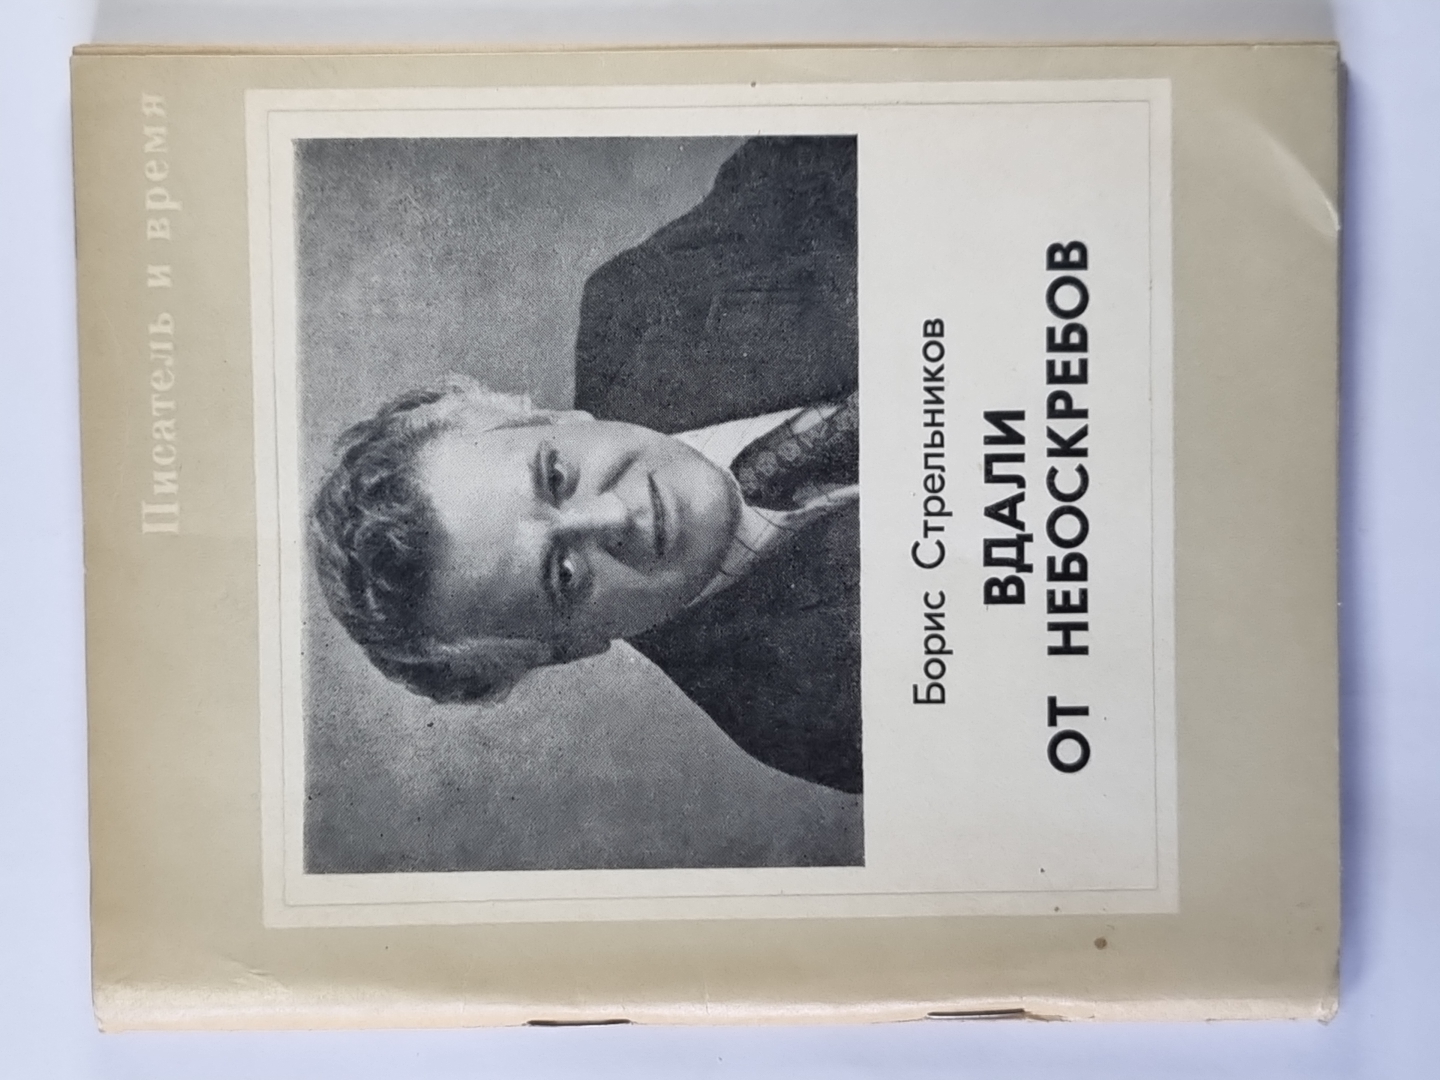 Писатель и время
Борис Стрельников
ВДАЛИ
ОТ НЕБОСКРЕБОВ